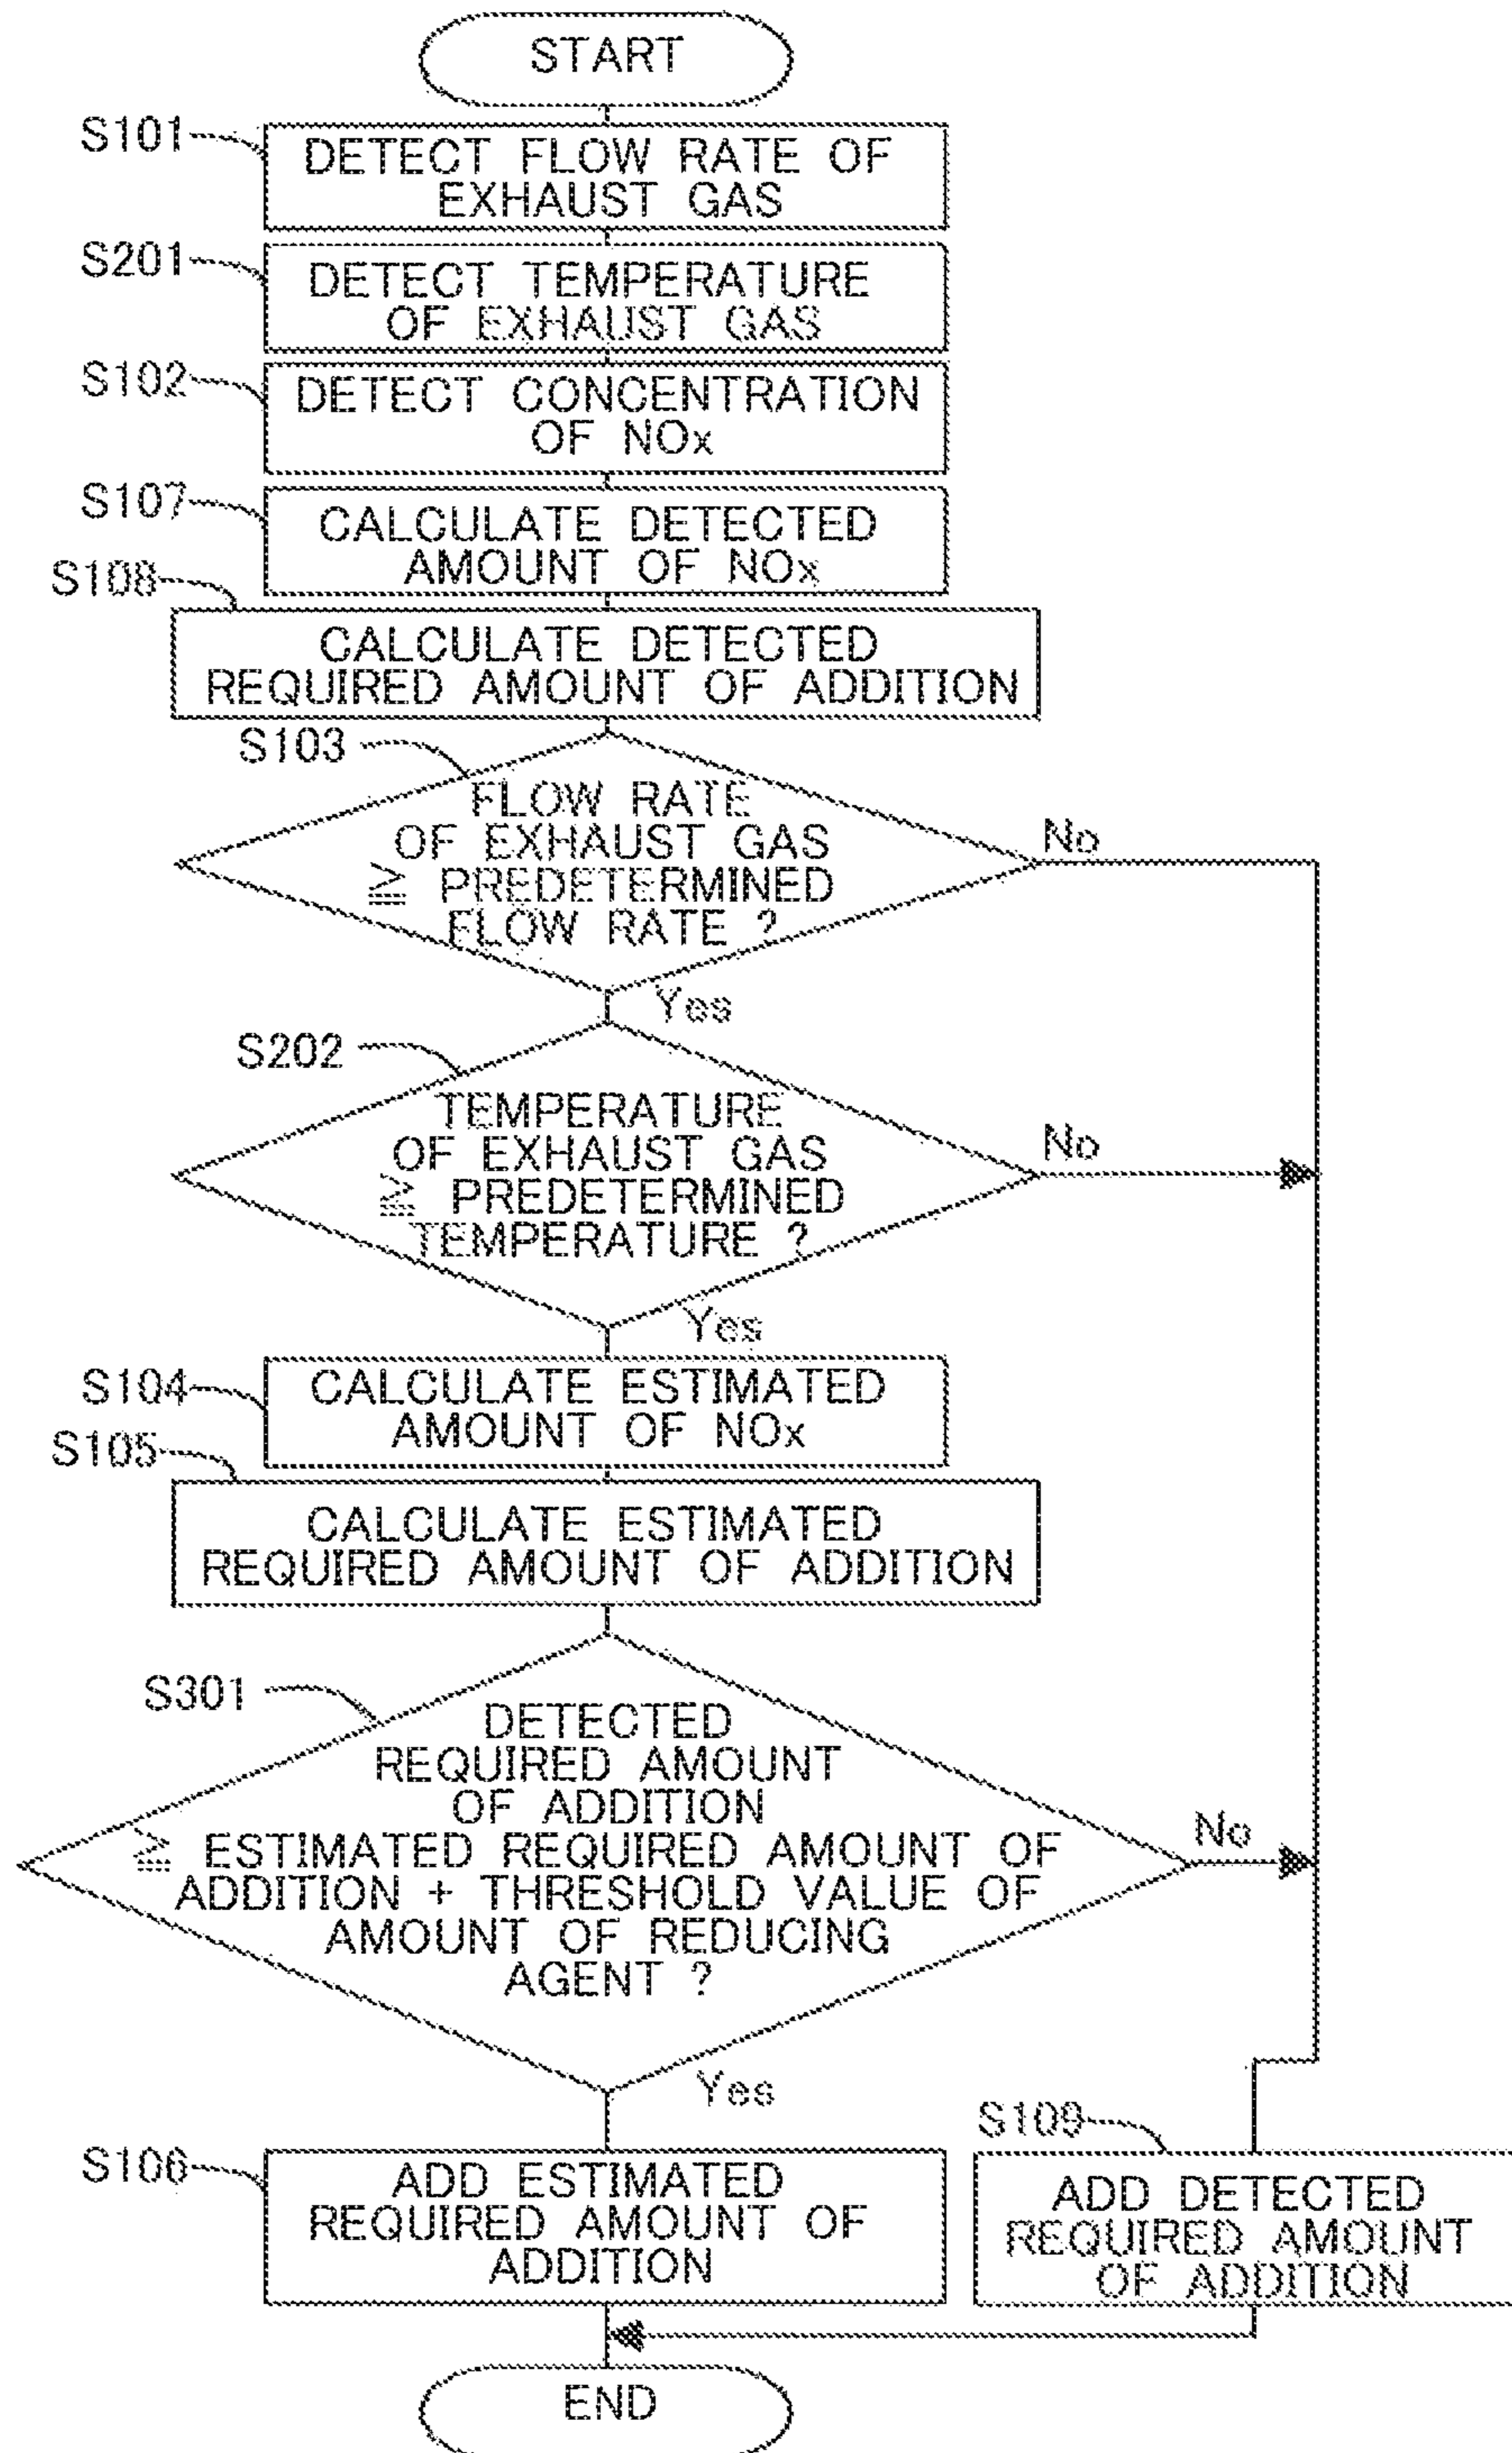 START
S101
DETECT FLOW RATE OF
EXHAUST GAS
S201
DETECT TEMPERATURE
OF EXHAUST GAS
S102
DETECT CONCENTRATION
OF NOx
S107
CALCULATE DETECTED
AMOUNT OF NOx
S108
CALCULATE DETECTED
REQUIRED AMOUNT OF ADDITION
S103
FLOW RATE
OF EXHAUST GAS
≧ PREDETERMINED
FLOW RATE ?
No
Yes
S202
TEMPERATURE
OF EXHAUST GAS
≧ PREDETERMINED
TEMPERATURE ?
No
Yes
S104
CALCULATE ESTIMATED
AMOUNT OF NOx
S105
CALCULATE ESTIMATED
REQUIRED AMOUNT OF ADDITION
S301
DETECTED
REQUIRED AMOUNT
OF ADDITION
≧ ESTIMATED REQUIRED AMOUNT OF
ADDITION + THRESHOLD VALUE OF
AMOUNT OF REDUCING
AGENT ?
No
Yes
S106
ADD ESTIMATED
REQUIRED AMOUNT OF
ADDITION
S109
ADD DETECTED
REQUIRED AMOUNT
OF ADDITION
END